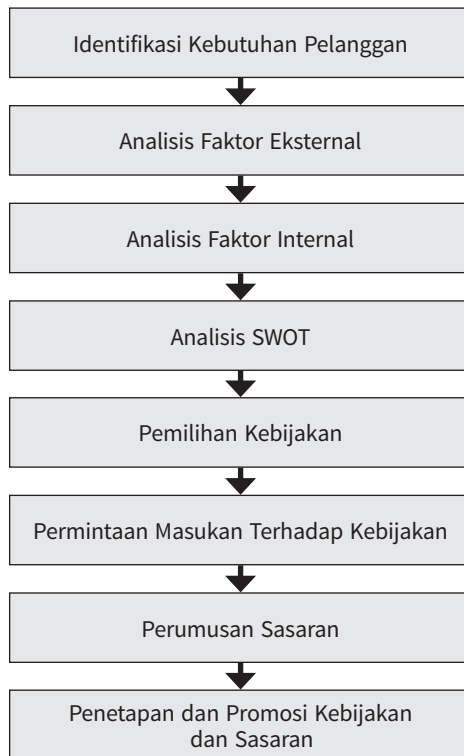 Identifikasi Kebutuhan Pelanggan
Analisis Faktor Eksternal
Analisis Faktor Internal
Analisis SWOT
Pemilihan Kebijakan
Permintaan Masukan Terhadap Kebijakan
Perumusan Sasaran
Penetapan dan Promosi Kebijakan
dan Sasaran